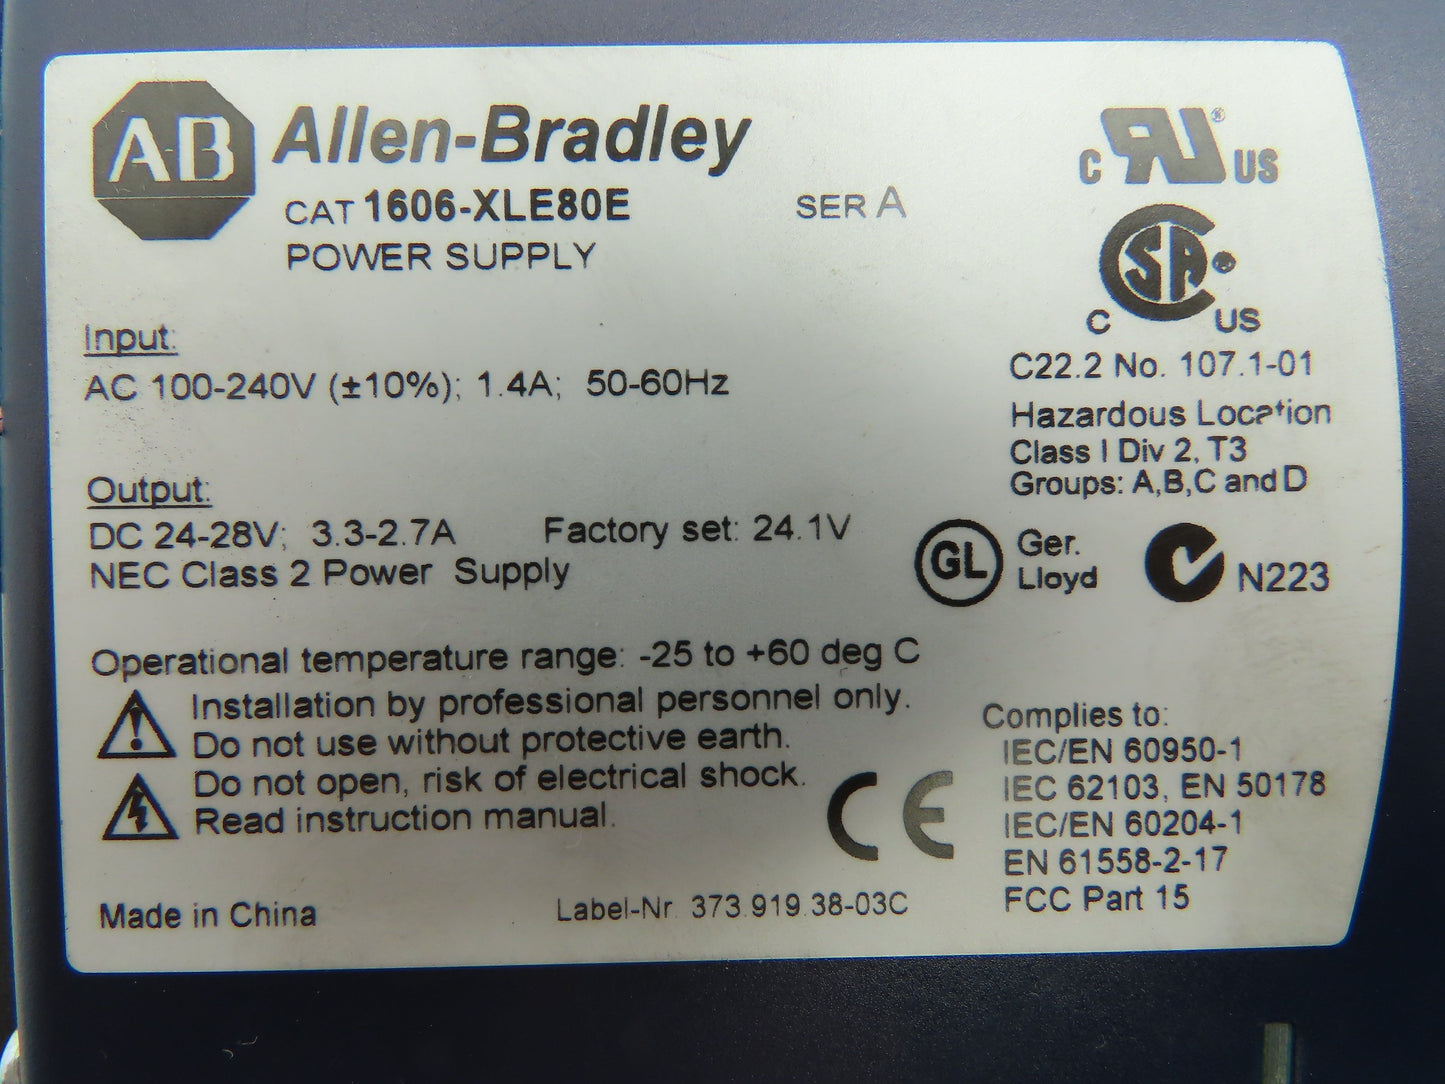 A-B Allen-Bradley
CAT 1606-XLE80E SER A
POWER SUPPLY
Input:
AC 100-240V (±10%); 1.4A; 50-60Hz
Output:
DC 24-28V; 3.3-2.7A Factory set: 24.1V
NEC Class 2 Power Supply
Operational temperature range: -25 to +60 deg C
Installation by professional personnel only.
Do not use without protective earth.
Do not open, risk of electrical shock.
Read instruction manual.
Made in China
Label-Nr. 373.919.38-03C
C RU® US
C SA® US
C22.2 No. 107.1-01
Hazardous Location
Class I Div 2, T3
Groups: A,B,C and D
GL Ger.
Lloyd
N223
CE
Complies to:
IEC/EN 60950-1
IEC 62103, EN 50178
IEC/EN 60204-1
EN 61558-2-17
FCC Part 15